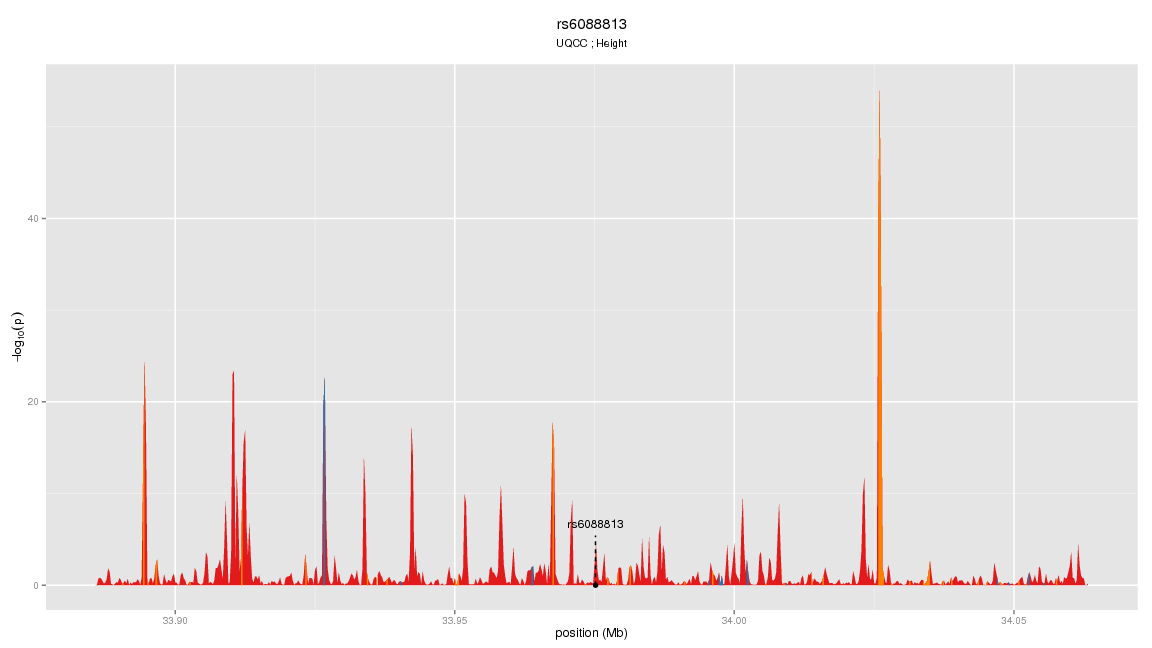 rs6088813
UQCC ; Height
−log10(p)
40
20
0
rs6088813
33.90
33.95
34.00
34.05
position (Mb)